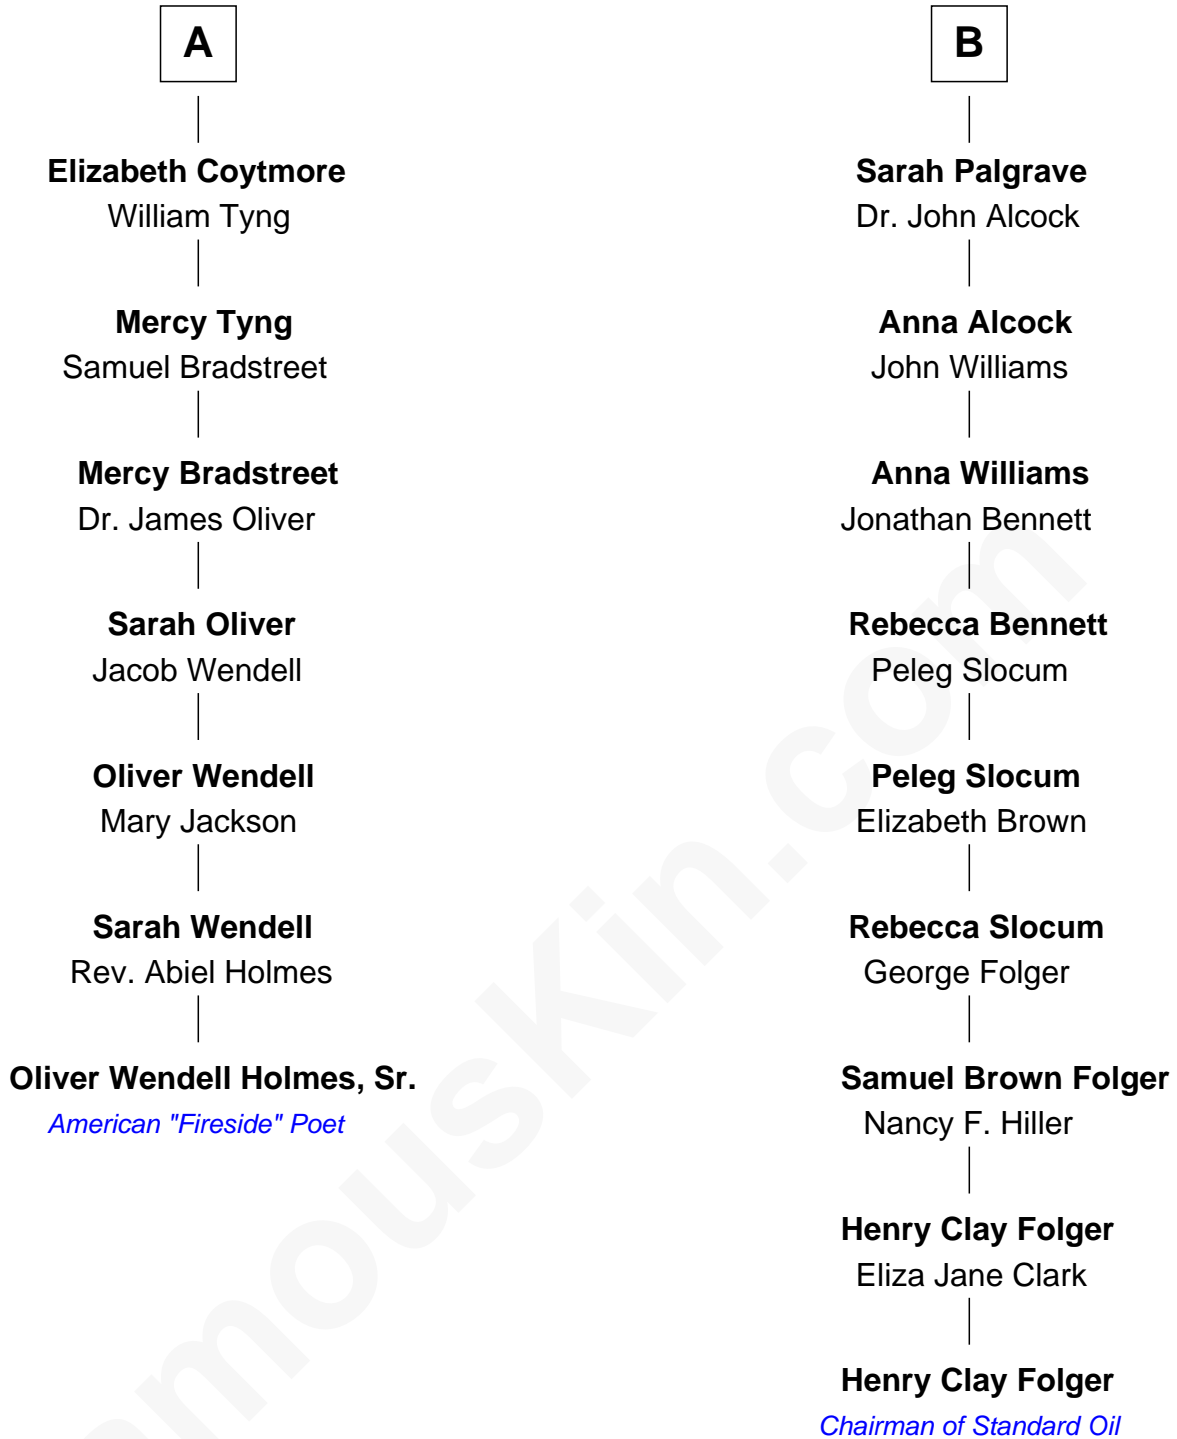 A
Elizabeth Coytmore
William Tyng
Mercy Tyng
Samuel Bradstreet
Mercy Bradstreet
Dr. James Oliver
Sarah Oliver
Jacob Wendell
Oliver Wendell
Mary Jackson
Sarah Wendell
Rev. Abiel Holmes
Oliver Wendell Holmes, Sr.
American "Fireside" Poet
B
Sarah Palgrave
Dr. John Alcock
Anna Alcock
John Williams
Anna Williams
Jonathan Bennett
Rebecca Bennett
Peleg Slocum
Peleg Slocum
Elizabeth Brown
Rebecca Slocum
George Folger
Samuel Brown Folger
Nancy F. Hiller
Henry Clay Folger
Eliza Jane Clark
Henry Clay Folger
Chairman of Standard Oil
amouskin.com